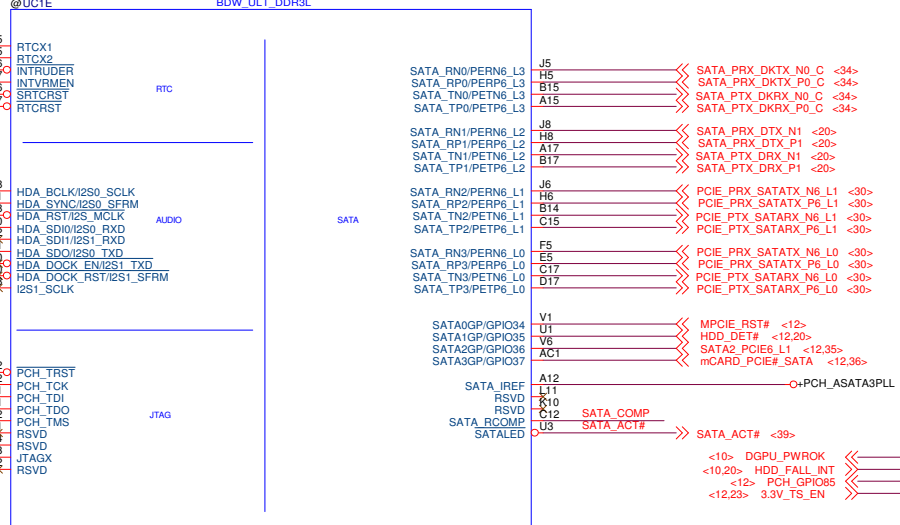 @UC1E
BDW_ULT_DDR3L
RTCX1
RTCX2
INTRUDER
INTVRMEN
SRTCRST
RTCRST
RTC
HDA_BCLK/I2S0_SCLK
HDA_SYNC/I2S0_SFRM
HDA_RST/I2S_MCLK
HDA_SDI0/I2S0_RXD
HDA_SDI1/I2S1_RXD
HDA_SDO/I2S0_TXD
HDA_DOCK_EN/I2S1_TXD
HDA_DOCK_RST/I2S1_SFRM
I2S1_SCLK
AUDIO
PCH_TRST
PCH_TCK
PCH_TDI
PCH_TDO
PCH_TMS
RSVD
RSVD
JTAGX
RSVD
JTAG
SATA
SATA_RN0/PERN6_L3 J5 SATA_PRX_DKTX_N0_C <34>
SATA_RP0/PERP6_L3 H5 SATA_PRX_DKTX_P0_C <34>
SATA_TN0/PETN6_L3 B15 SATA_PTX_DKRX_N0_C <34>
SATA_TP0/PETP6_L3 A15 SATA_PTX_DKRX_P0_C <34>
SATA_RN1/PERN6_L2 J8 SATA_PRX_DTX_N1 <20>
SATA_RP1/PERP6_L2 H8 SATA_PRX_DTX_P1 <20>
SATA_TN1/PETN6_L2 A17 SATA_PTX_DRX_N1 <20>
SATA_TP1/PETP6_L2 B17 SATA_PTX_DRX_P1 <20>
SATA_RN2/PERN6_L1 J6 PCIE_PRX_SATATX_N6_L1 <30>
SATA_RP2/PERP6_L1 H6 PCIE_PRX_SATATX_P6_L1 <30>
SATA_TN2/PETN6_L1 B14 PCIE_PTX_SATARX_N6_L1 <30>
SATA_TP2/PETP6_L1 C15 PCIE_PTX_SATARX_P6_L1 <30>
SATA_RN3/PERN6_L0 F5 PCIE_PRX_SATATX_N6_L0 <30>
SATA_RP3/PERP6_L0 E5 PCIE_PRX_SATATX_P6_L0 <30>
SATA_TN3/PETN6_L0 C17 PCIE_PTX_SATARX_N6_L0 <30>
SATA_TP3/PETP6_L0 D17 PCIE_PTX_SATARX_P6_L0 <30>
SATA0GP/GPIO34 V1 MPCIE_RST# <12>
SATA1GP/GPIO35 U1 HDD_DET# <12,20>
SATA2GP/GPIO36 V6 SATA2_PCIE6_L1 <12,35>
SATA3GP/GPIO37 AC1 mCARD_PCIE#_SATA <12,36>
SATA_IREF A12 +PCH_ASATA3PLL
RSVD L11
RSVD K10
SATA_RCOMP C12 SATA_COMP
SATALED U3 SATA_ACT# SATA_ACT# <39>
<10> DGPU_PWROK
<10,20> HDD_FALL_INT
<12> PCH_GPIO85
<12,23> 3.3V_TS_EN